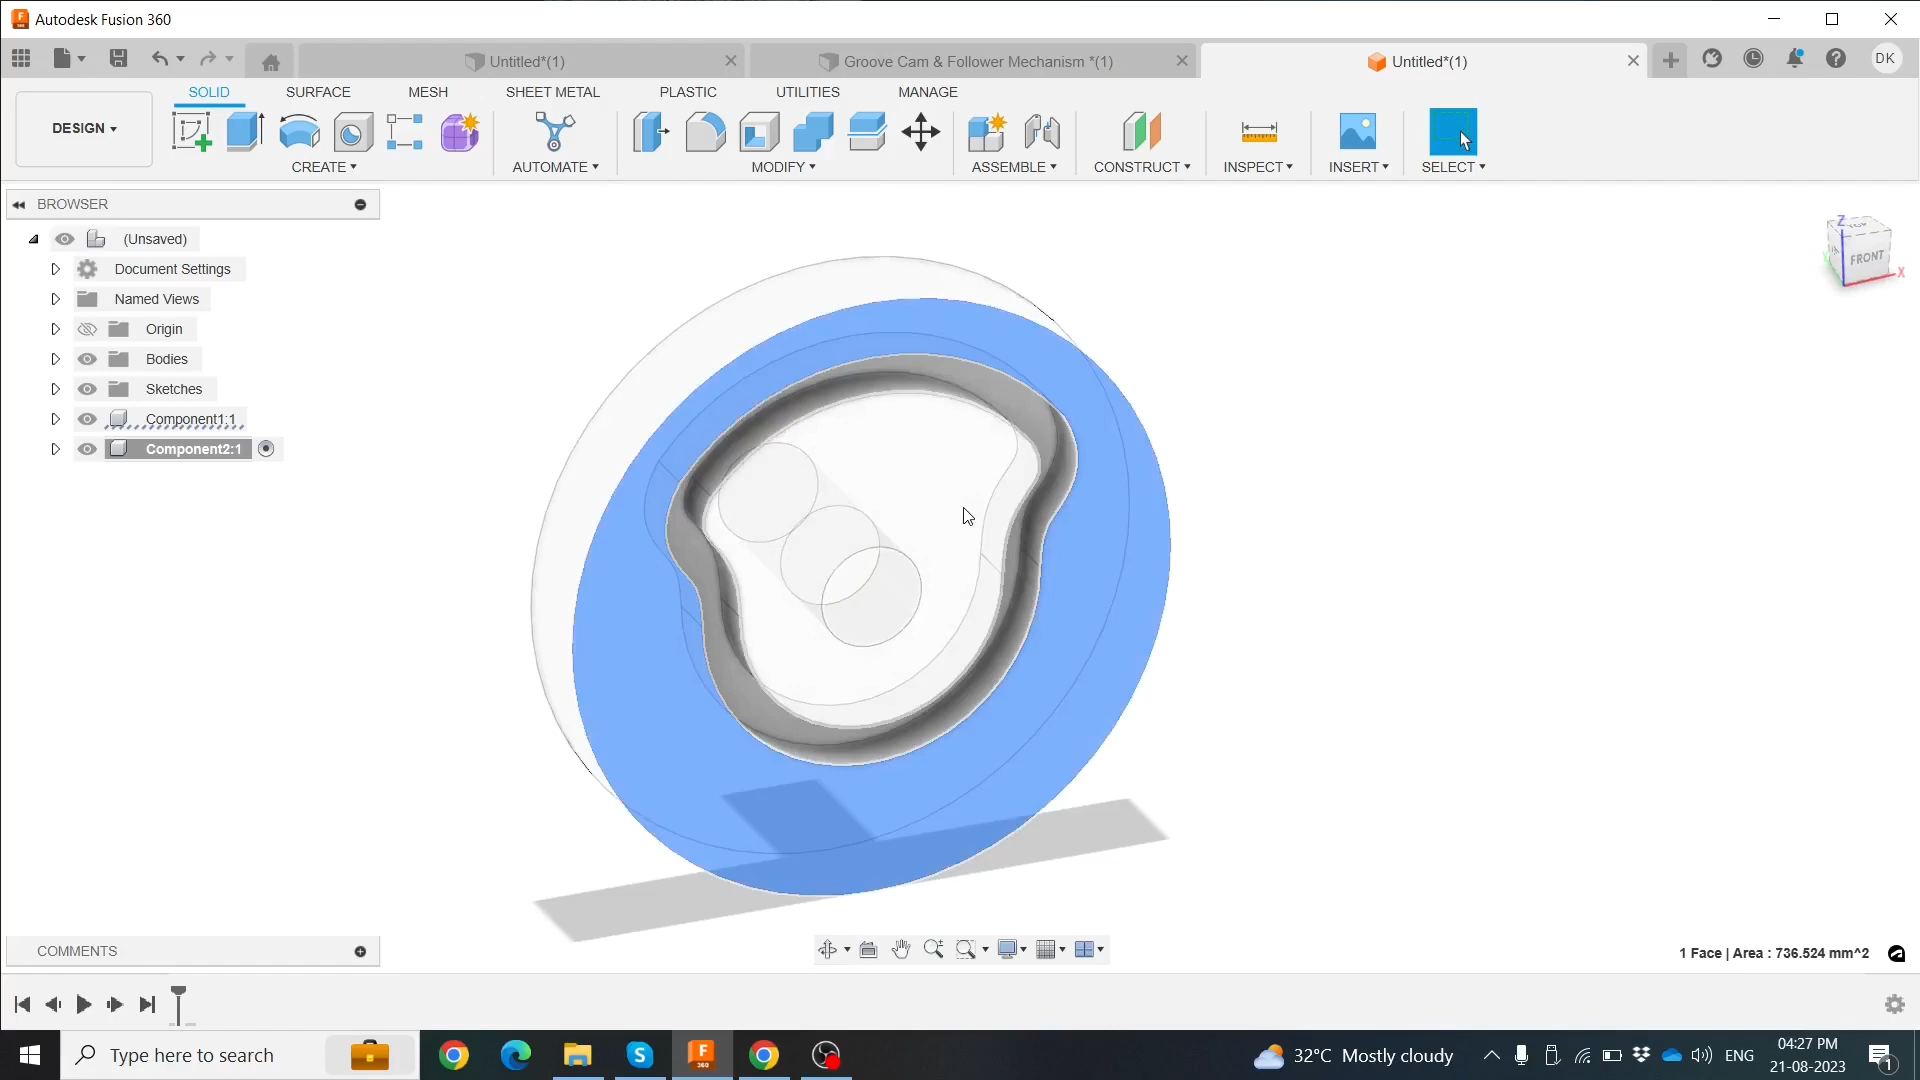 Autodesk Fusion 360
Untitled*(1)
Groove Cam & Follower Mechanism *(1)
Untitled*(1)
DK
DESIGN
SOLID
SURFACE
MESH
SHEET METAL
PLASTIC
UTILITIES
MANAGE
CREATE
AUTOMATE
MODIFY
ASSEMBLE
CONSTRUCT
INSPECT
INSERT
SELECT
BROWSER
(Unsaved)
Document Settings
Named Views
Origin
Bodies
Sketches
Component1:1
Component2:1
Z
TOP
FRONT
X
COMMENTS
1 Face | Area : 736.524 mm^2
Type here to search
F
360
32°C Mostly cloudy
ENG
04:27 PM
21-08-2023
1